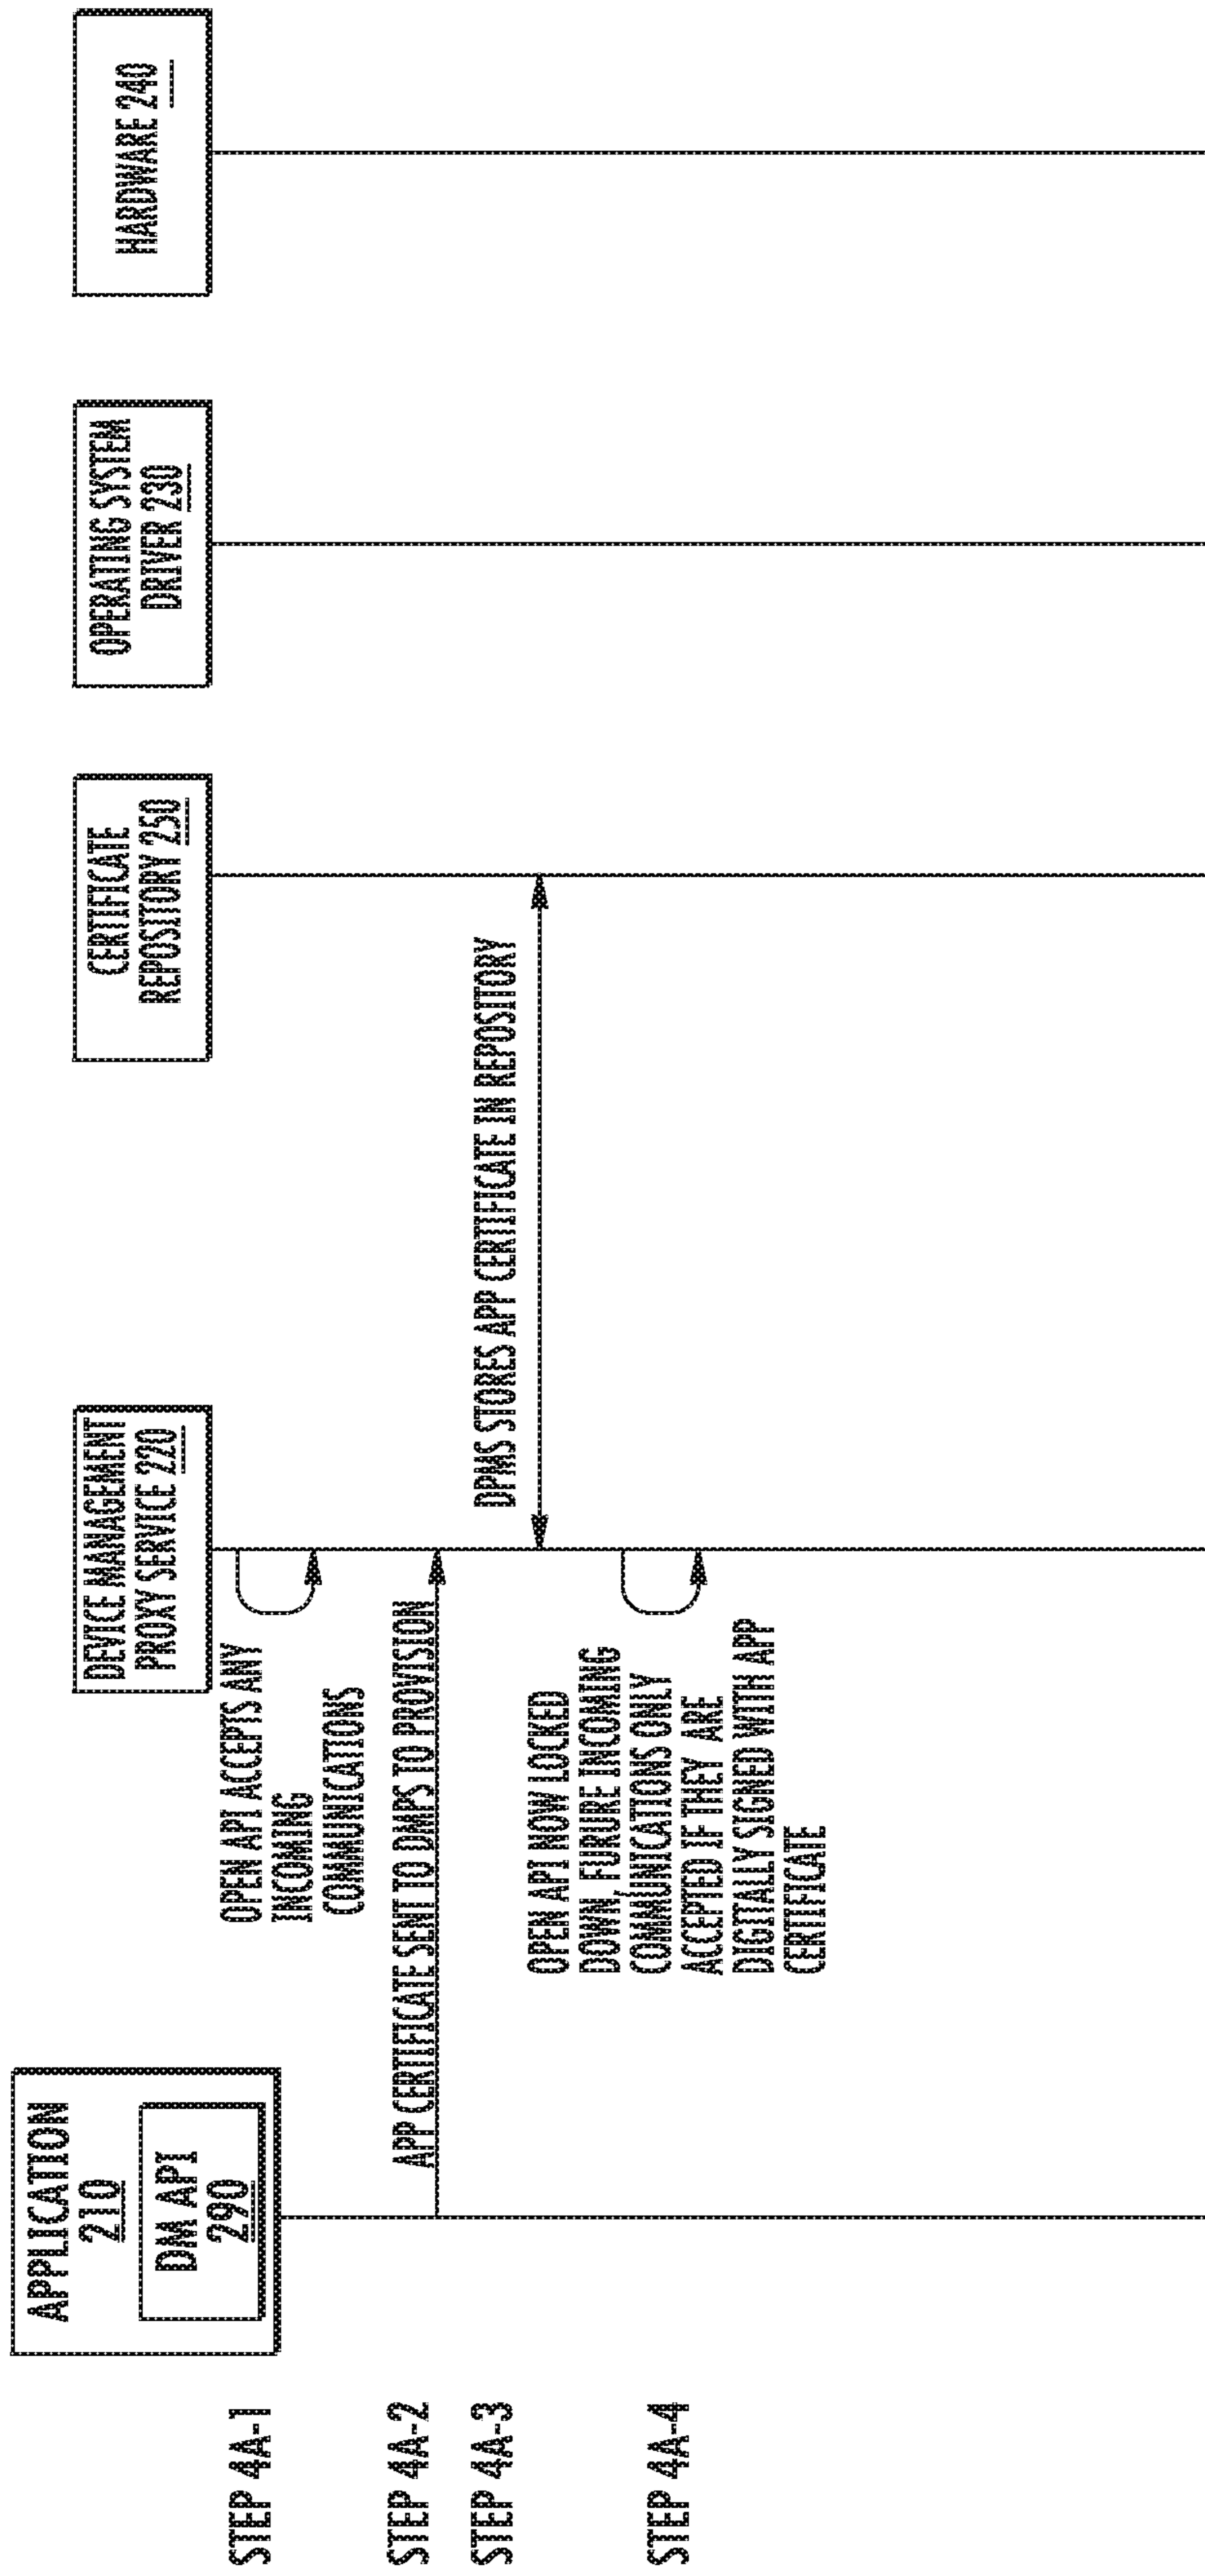 APPLICATION
210
DM API
290
DEVICE MANAGEMENT
PROXY SERVICE 220
CERTIFICATE
REPOSITORY 250
OPERATING SYSTEM
DRIVER 230
HARDWARE 240
STEP 4A-1
OPEN API ACCEPTS ANY
INCOMING
COMMUNICATIONS
STEP 4A-2
APP CERTIFICATE SENT TO DMPS TO PROVISION
STEP 4A-3
DPMS STORES APP CERTIFICATE IN REPOSITORY
STEP 4A-4
OPEN API NOW LOCKED
DOWN, FURURE INCOMING
COMMUNICATIONS ONLY
ACCEPTED IF THEY ARE
DIGITALLY SIGNED WITH APP
CERTIFICATE